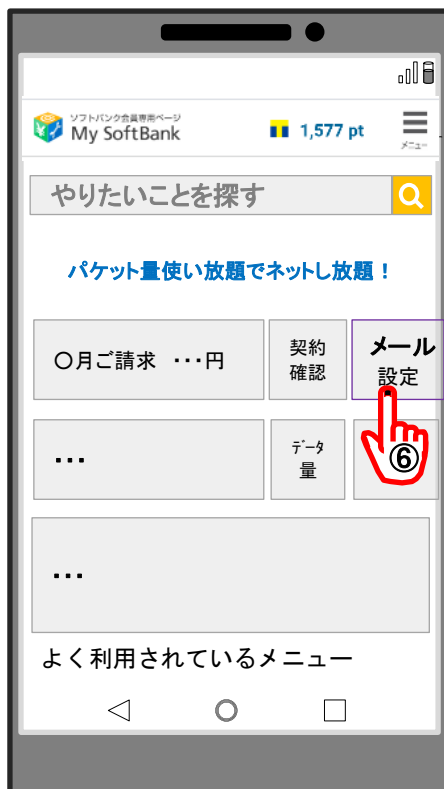 ソフトバンク会員専用ページ
My SoftBank
1,577 pt
メニュー
やりたいことを探す
パケット量使い放題でネットし放題！
〇月ご請求 ･･･円
契約
確認
メール
設定
･･･
ﾃﾞｰﾀ
量
⑥
･･･
よく利用されているメニュー